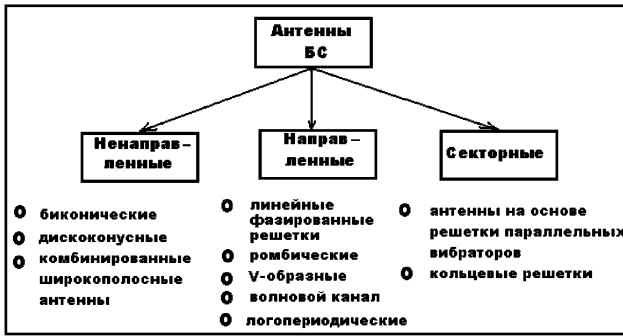 Антенны
БС
Ненаправ-
ленные
Направ-
ленные
Секторные
биконические
дискоконусные
комбинированные
широкополосные
антенны
линейные
фазированные
решетки
ромбические
V-образные
волновой канал
логопериодические
антенны на основе
решетки параллельных
вибраторов
кольцевые решетки